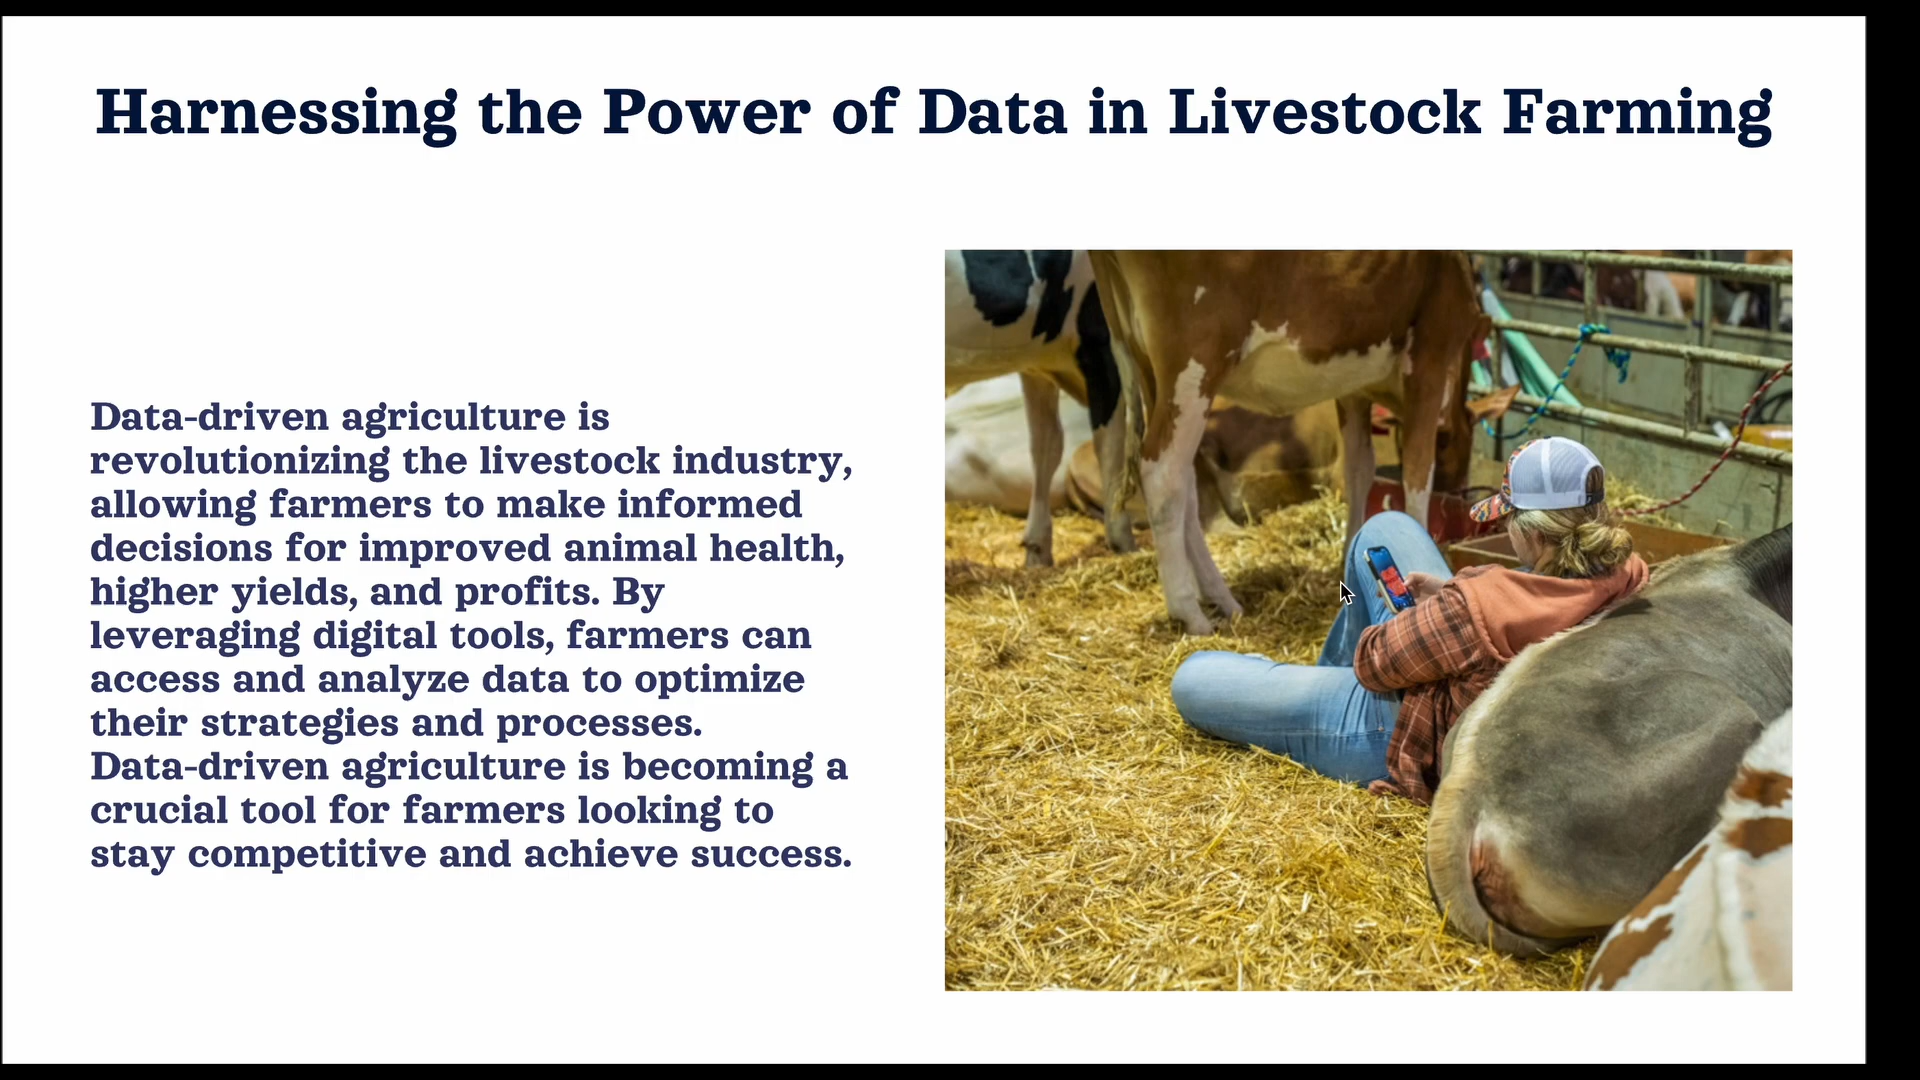 Harnessing the Power of Data in Livestock Farming
Data-driven agriculture is
revolutionizing the livestock industry,
allowing farmers to make informed
decisions for improved animal health,
higher yields, and profits. By
leveraging digital tools, farmers can
access and analyze data to optimize
their strategies and processes.
Data-driven agriculture is becoming a
crucial tool for farmers looking to
stay competitive and achieve success.